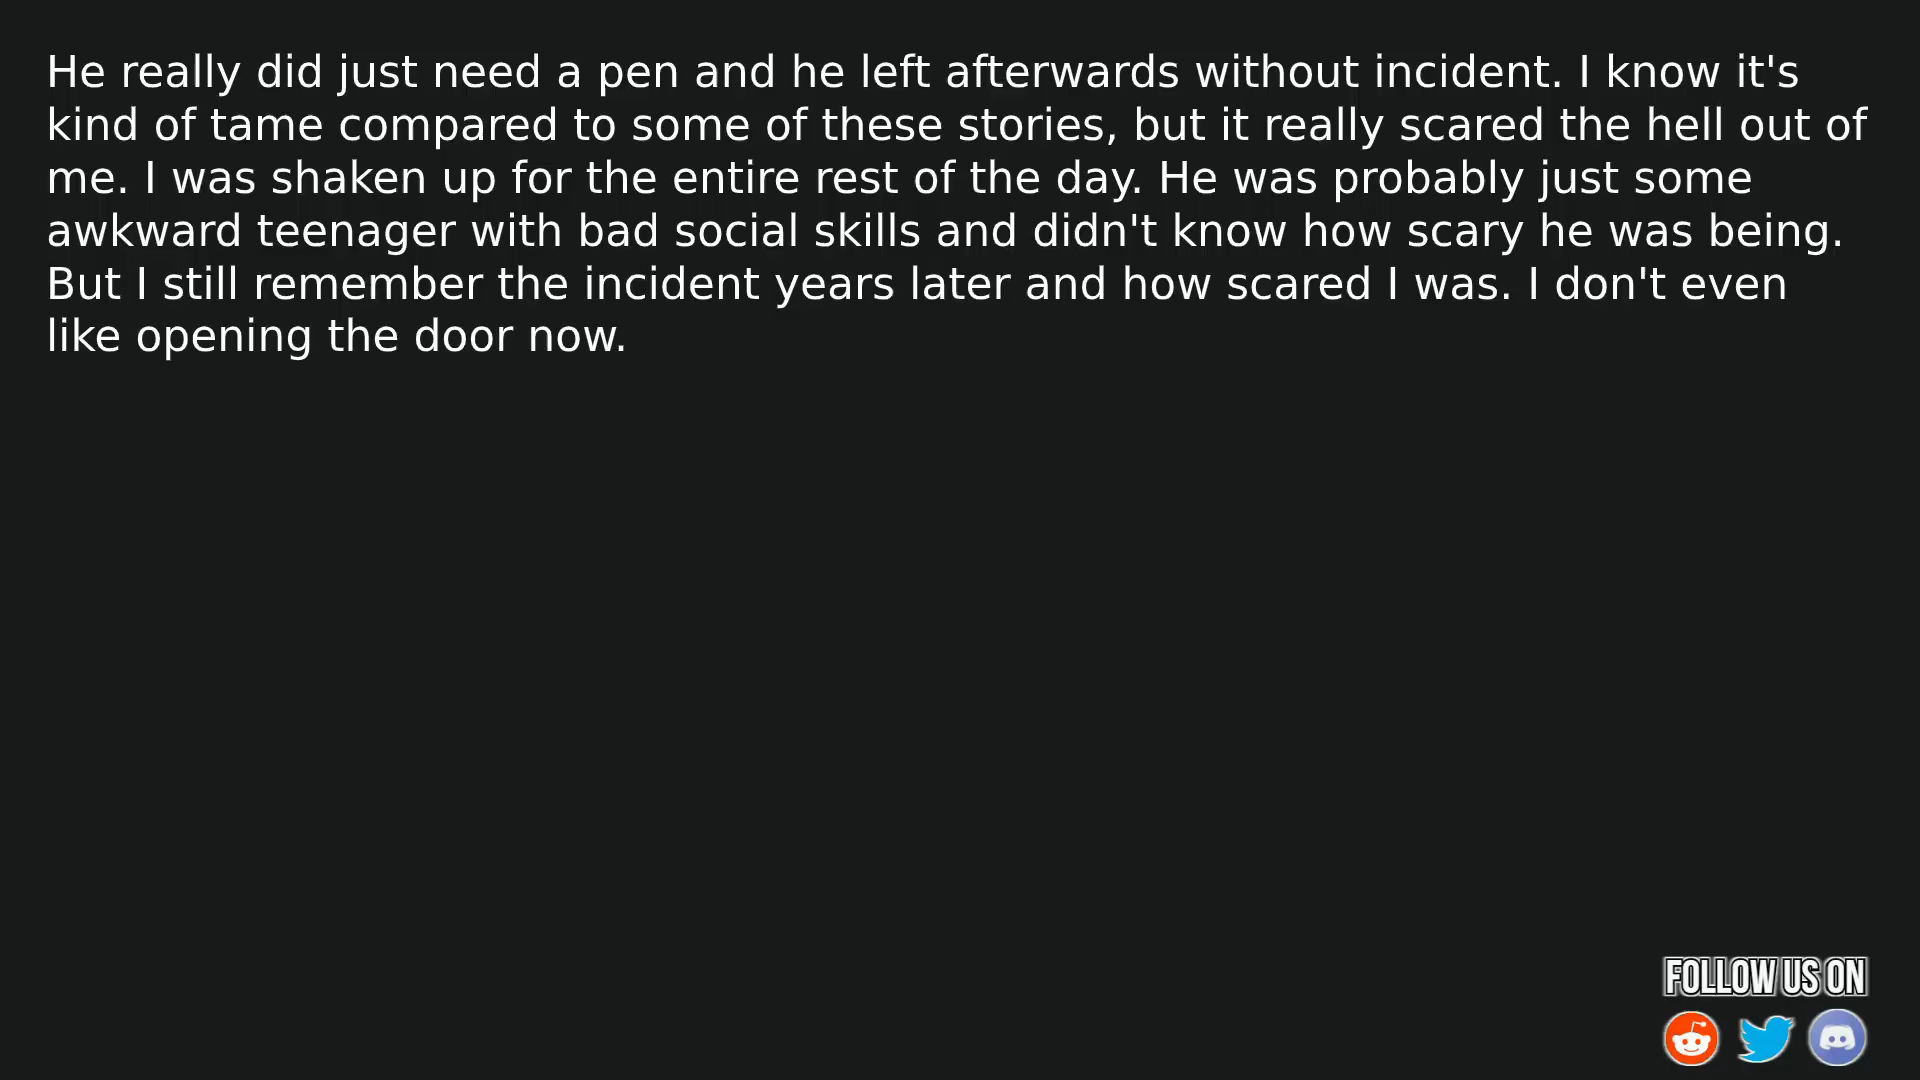 He really did just need a pen and he left afterwards without incident. I know it's
kind of tame compared to some of these stories, but it really scared the hell out of
me. I was shaken up for the entire rest of the day. He was probably just some
awkward teenager with bad social skills and didn't know how scary he was being.
But I still remember the incident years later and how scared I was. I don't even
like opening the door now.
FOLLOW US ON